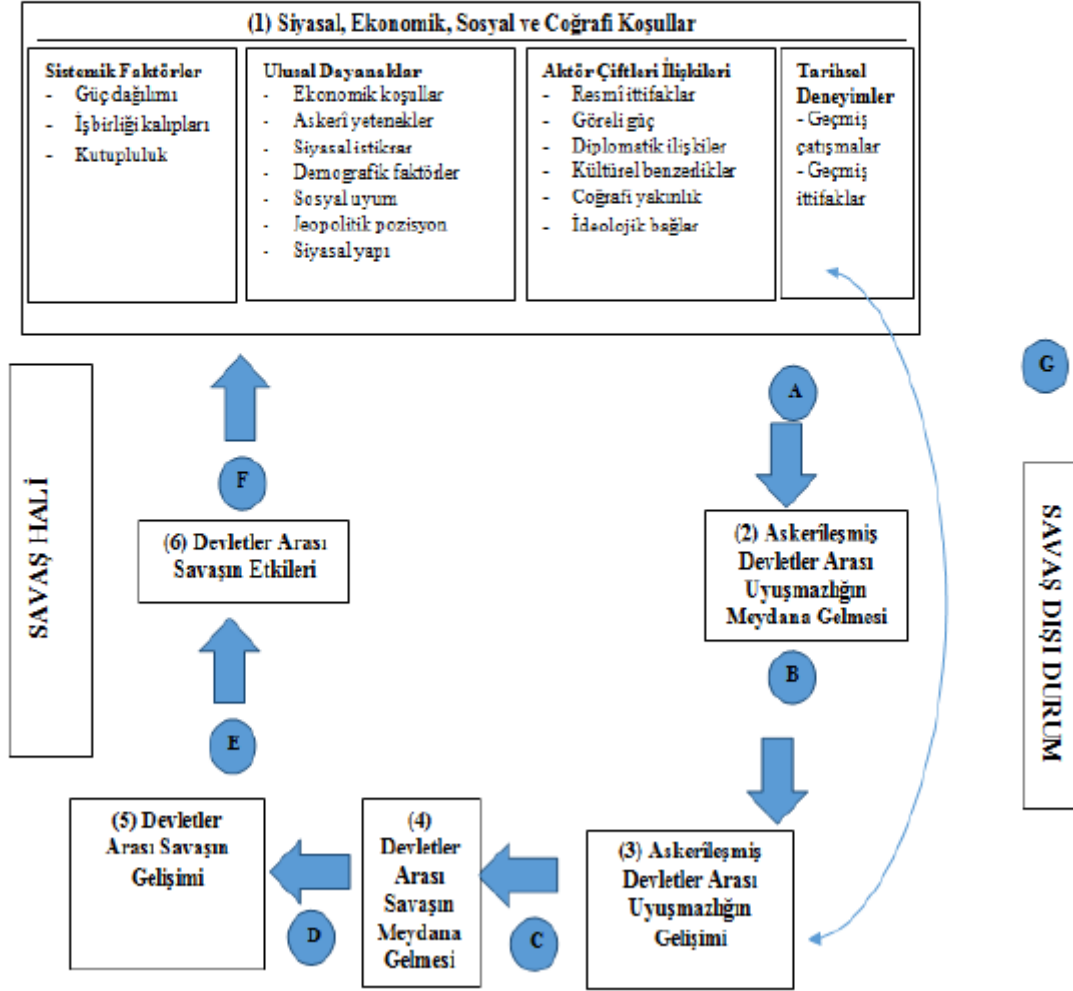 (1) Siyasal, Ekonomik, Sosyal ve Coğrafi Koşullar
Sistemik Faktörler
- Güç dağılımı
- İşbirliği kalıpları
- Kutupluluk
Ulusal Dayanaklar
- Ekonomik koşullar
- Askerî yetenekler
- Siyasal istikrar
- Demografik faktörler
- Sosyal uyum
- Jeopolitik pozisyon
- Siyasal yapı
Aktör Çiftleri İlişkileri
- Resmî ittifaklar
- Göreli güç
- Diplomatik ilişkiler
- Kültürel benzerlikler
- Coğrafi yakınlık
- İdeolojik bağlar
Tarihsel
Deneyimler
- Geçmiş
çatışmalar
- Geçmiş
ittifaklar
A
(2) Askerîleşmiş
Devletler Arası
Uyuşmazlığın
Meydana Gelmesi
B
(3) Askerîleşmiş
Devletler Arası
Uyuşmazlığın
Gelişimi
C
(4)
Devletler
Arası
Savaşın
Meydana
Gelmesi
D
(5) Devletler
Arası Savaşın
Gelişimi
E
(6) Devletler Arası
Savaşın Etkileri
F
SAVAŞ HALİ
G
SAVAŞ DIŞI DURUM